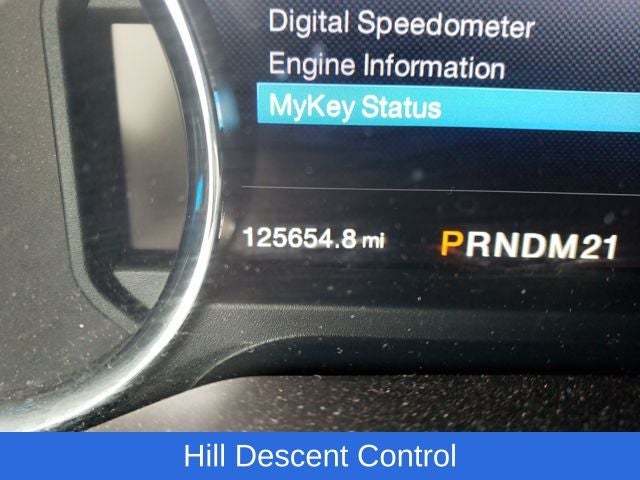 Digital Speedometer
Engine Information
MyKey Status
125654.8 mi PRNDM21
Hill Descent Control